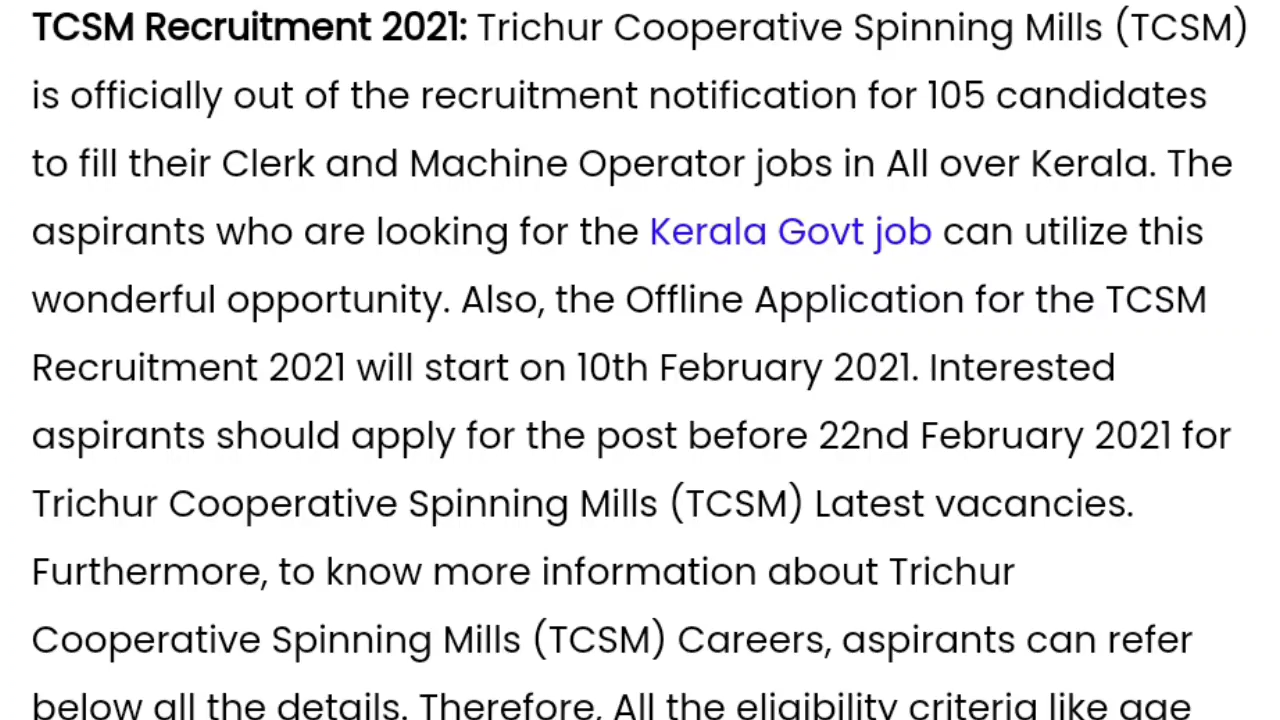 TCSM Recruitment 2021: Trichur Cooperative Spinning Mills (TCSM)
is officially out of the recruitment notification for 105 candidates
to fill their Clerk and Machine Operator jobs in All over Kerala. The
aspirants who are looking for the Kerala Govt job can utilize this
wonderful opportunity. Also, the Offline Application for the TCSM
Recruitment 2021 will start on 10th February 2021. Interested
aspirants should apply for the post before 22nd February 2021 for
Trichur Cooperative Spinning Mills (TCSM) Latest vacancies.
Furthermore, to know more information about Trichur
Cooperative Spinning Mills (TCSM) Careers, aspirants can refer
below all the details. Therefore, All the eligibility criteria like age